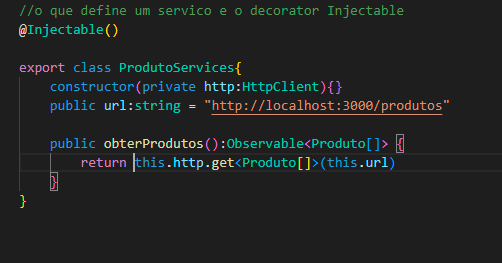 //o que define um servico e o decorator Injectable
@Injectable()
export class ProdutoServices{
constructor(private http:HttpClient){}
public url:string = "http://localhost:3000/produtos"
public obterProdutos():Observable<Produto[]> {
return this.http.get<Produto[]>(this.url)
}
}